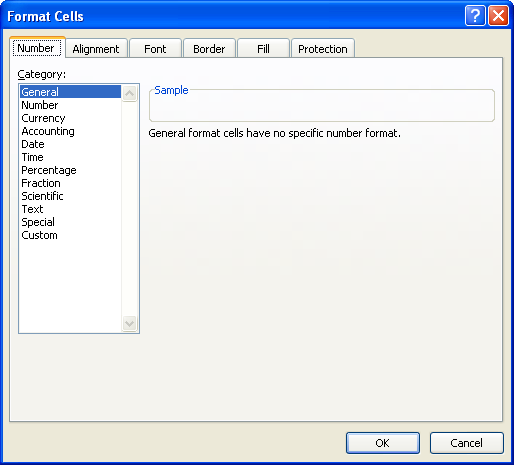 Format Cells
Number Alignment Font Border Fill Protection
Category:
General
Number
Currency
Accounting
Date
Time
Percentage
Fraction
Scientific
Text
Special
Custom
Sample
General format cells have no specific number format.
OK Cancel